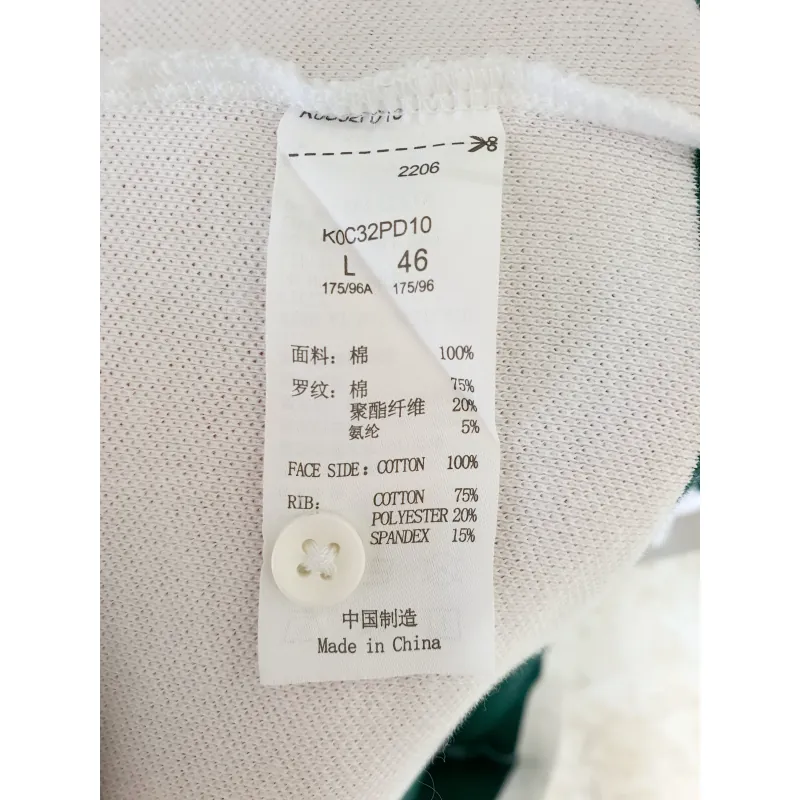 K0C32PD10
2206
K0C32PD10
L 46
175/96A 175/96
面料: 棉 100%
罗纹: 棉 75%
聚酯纤维 20%
氨纶 5%
FACE SIDE: COTTON 100%
RIB: COTTON 75%
POLYESTER 20%
SPANDEX 15%
中国制造
Made in China